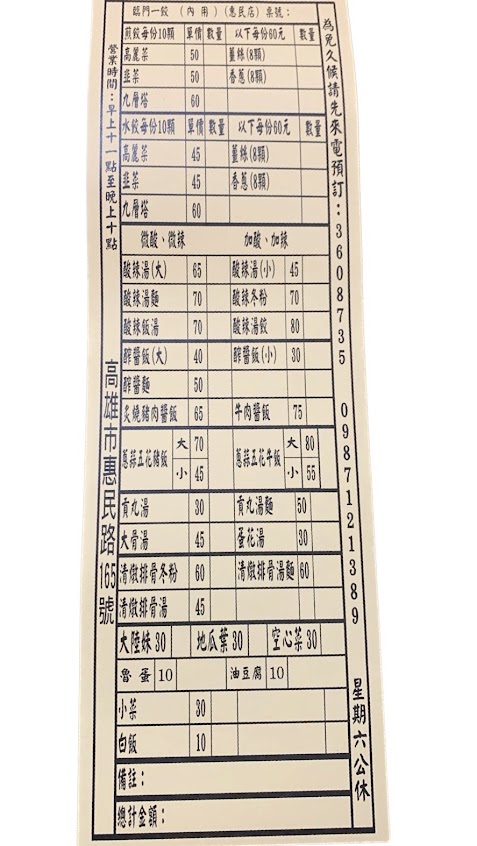 臨門一餃 (內用) (惠民店) 桌號：
煎餃每份10顆 單價 數量 以下每份60元 數量
高麗菜 50 薑絲(8顆)
韭菜 50 香蔥(8顆)
九層塔 60
水餃每份10顆 單價 數量 以下每份60元 數量
高麗菜 45 薑絲(8顆)
韭菜 45 香蔥(8顆)
九層塔 60
微酸、微辣 加酸、加辣
酸辣湯(大) 65 酸辣湯(小) 45
酸辣湯麵 70 酸辣冬粉 70
酸辣飯湯 70 酸辣湯餃 80
醡醬飯(大) 40 醡醬飯(小) 30
醡醬麵 50
炙燒豬肉醬飯 65 牛肉醬飯 75
蔥蒜五花豬飯 大 70 蔥蒜五花牛飯 大 80
小 45 小 55
貢丸湯 30 貢丸湯麵 50
大骨湯 45 蛋花湯 30
清燉排骨冬粉 60 清燉排骨湯麵 60
清燉排骨湯 45
大陸妹 30 地瓜葉 30 空心菜 30
魯蛋 10 油豆腐 10
小菜 30
白飯 10
備註：
總計金額：
營業時間：早上十一點至晚上十點
高雄市惠民路165號
為免久候請先來電預訂：3608735 0987121389 星期六公休